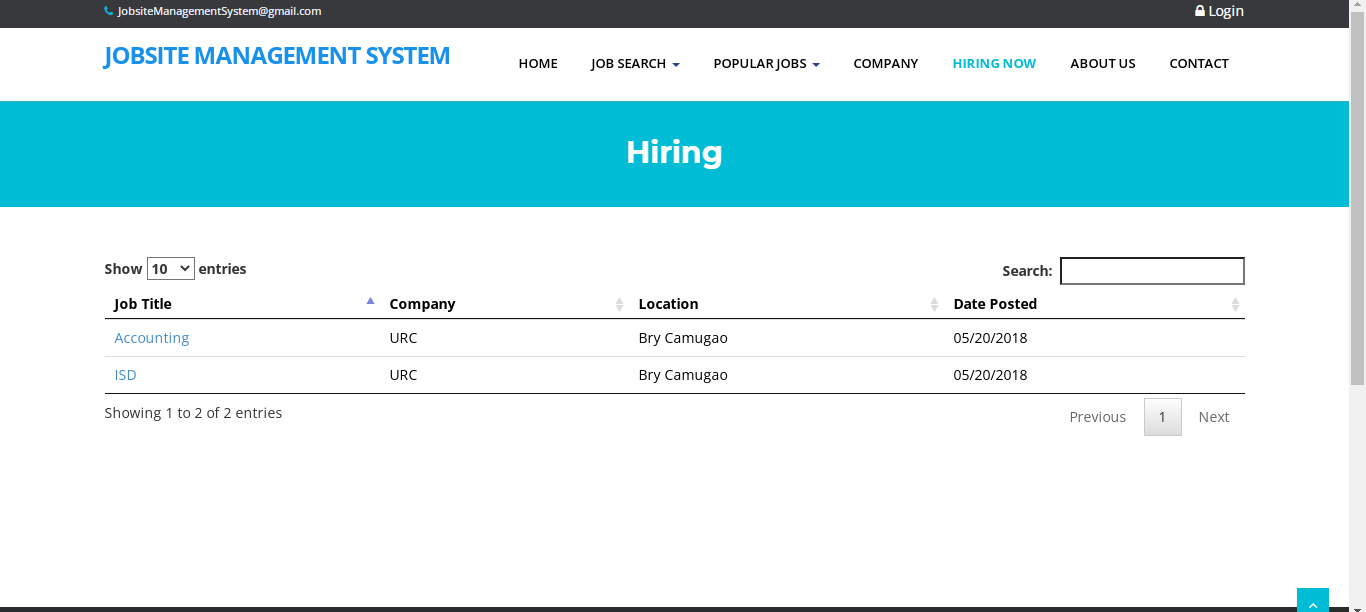 JobsiteManagementSystem@gmail.com Login
JOBSITE MANAGEMENT SYSTEM
HOME JOB SEARCH POPULAR JOBS COMPANY HIRING NOW ABOUT US CONTACT
Hiring
Show 10 entries Search:
Job Title Company Location Date Posted
Accounting URC Bry Camugao 05/20/2018
ISD URC Bry Camugao 05/20/2018
Showing 1 to 2 of 2 entries Previous 1 Next